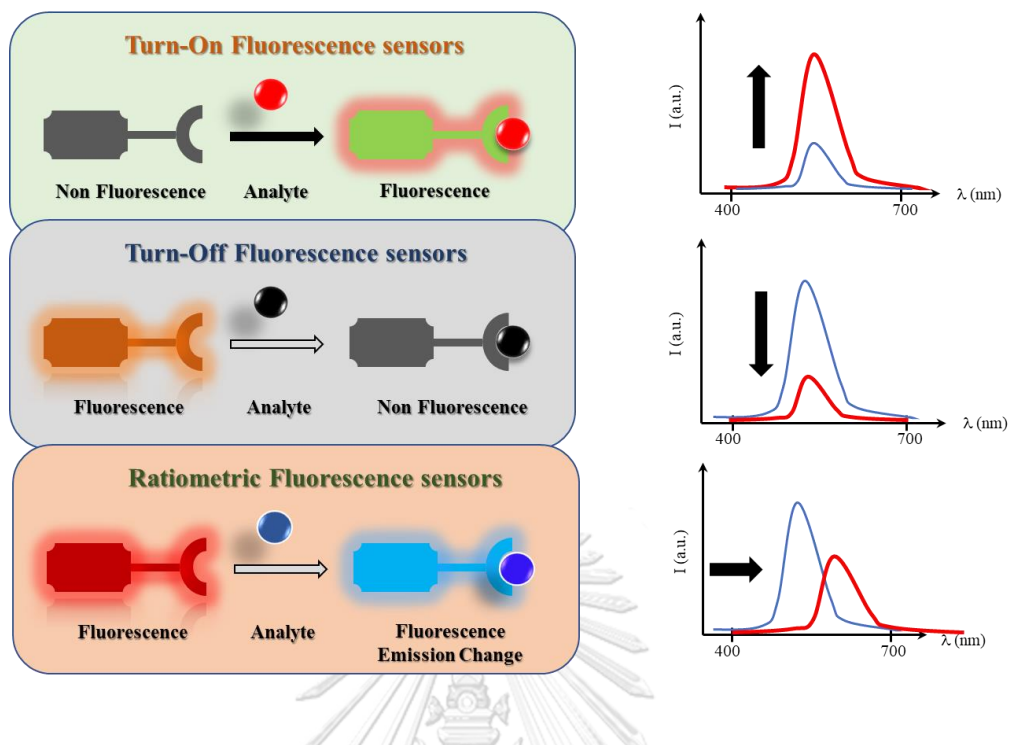 Turn-On Fluorescence sensors
Non Fluorescence
Analyte
Fluorescence
I (a.u.)
400
700
λ (nm)
Turn-Off Fluorescence sensors
Fluorescence
Analyte
Non Fluorescence
I (a.u.)
400
700
λ (nm)
Ratiometric Fluorescence sensors
Fluorescence
Analyte
Fluorescence
Emission Change
I (a.u.)
400
700
λ (nm)